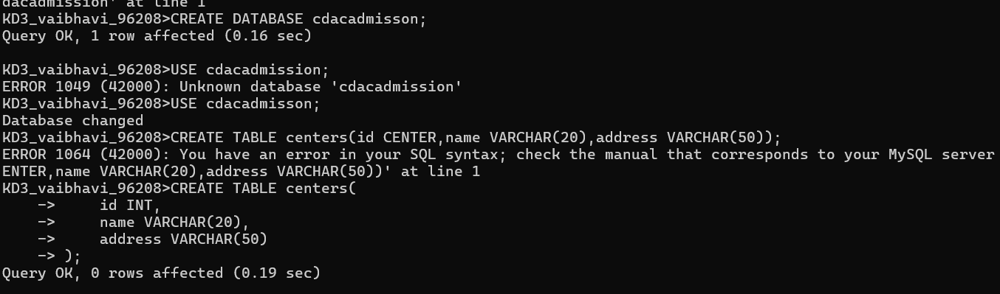 dacadmission' at line 1
KD3_vaibhavi_96208>CREATE DATABASE cdacadmisson;
Query OK, 1 row affected (0.16 sec)
KD3_vaibhavi_96208>USE cdacadmission;
ERROR 1049 (42000): Unknown database 'cdacadmission'
KD3_vaibhavi_96208>USE cdacadmisson;
Database changed
KD3_vaibhavi_96208>CREATE TABLE centers(id CENTER,name VARCHAR(20),address VARCHAR(50));
ERROR 1064 (42000): You have an error in your SQL syntax; check the manual that corresponds to your MySQL server
ENTER,name VARCHAR(20),address VARCHAR(50))' at line 1
KD3_vaibhavi_96208>CREATE TABLE centers(
    ->     id INT,
    ->     name VARCHAR(20),
    ->     address VARCHAR(50)
    -> );
Query OK, 0 rows affected (0.19 sec)